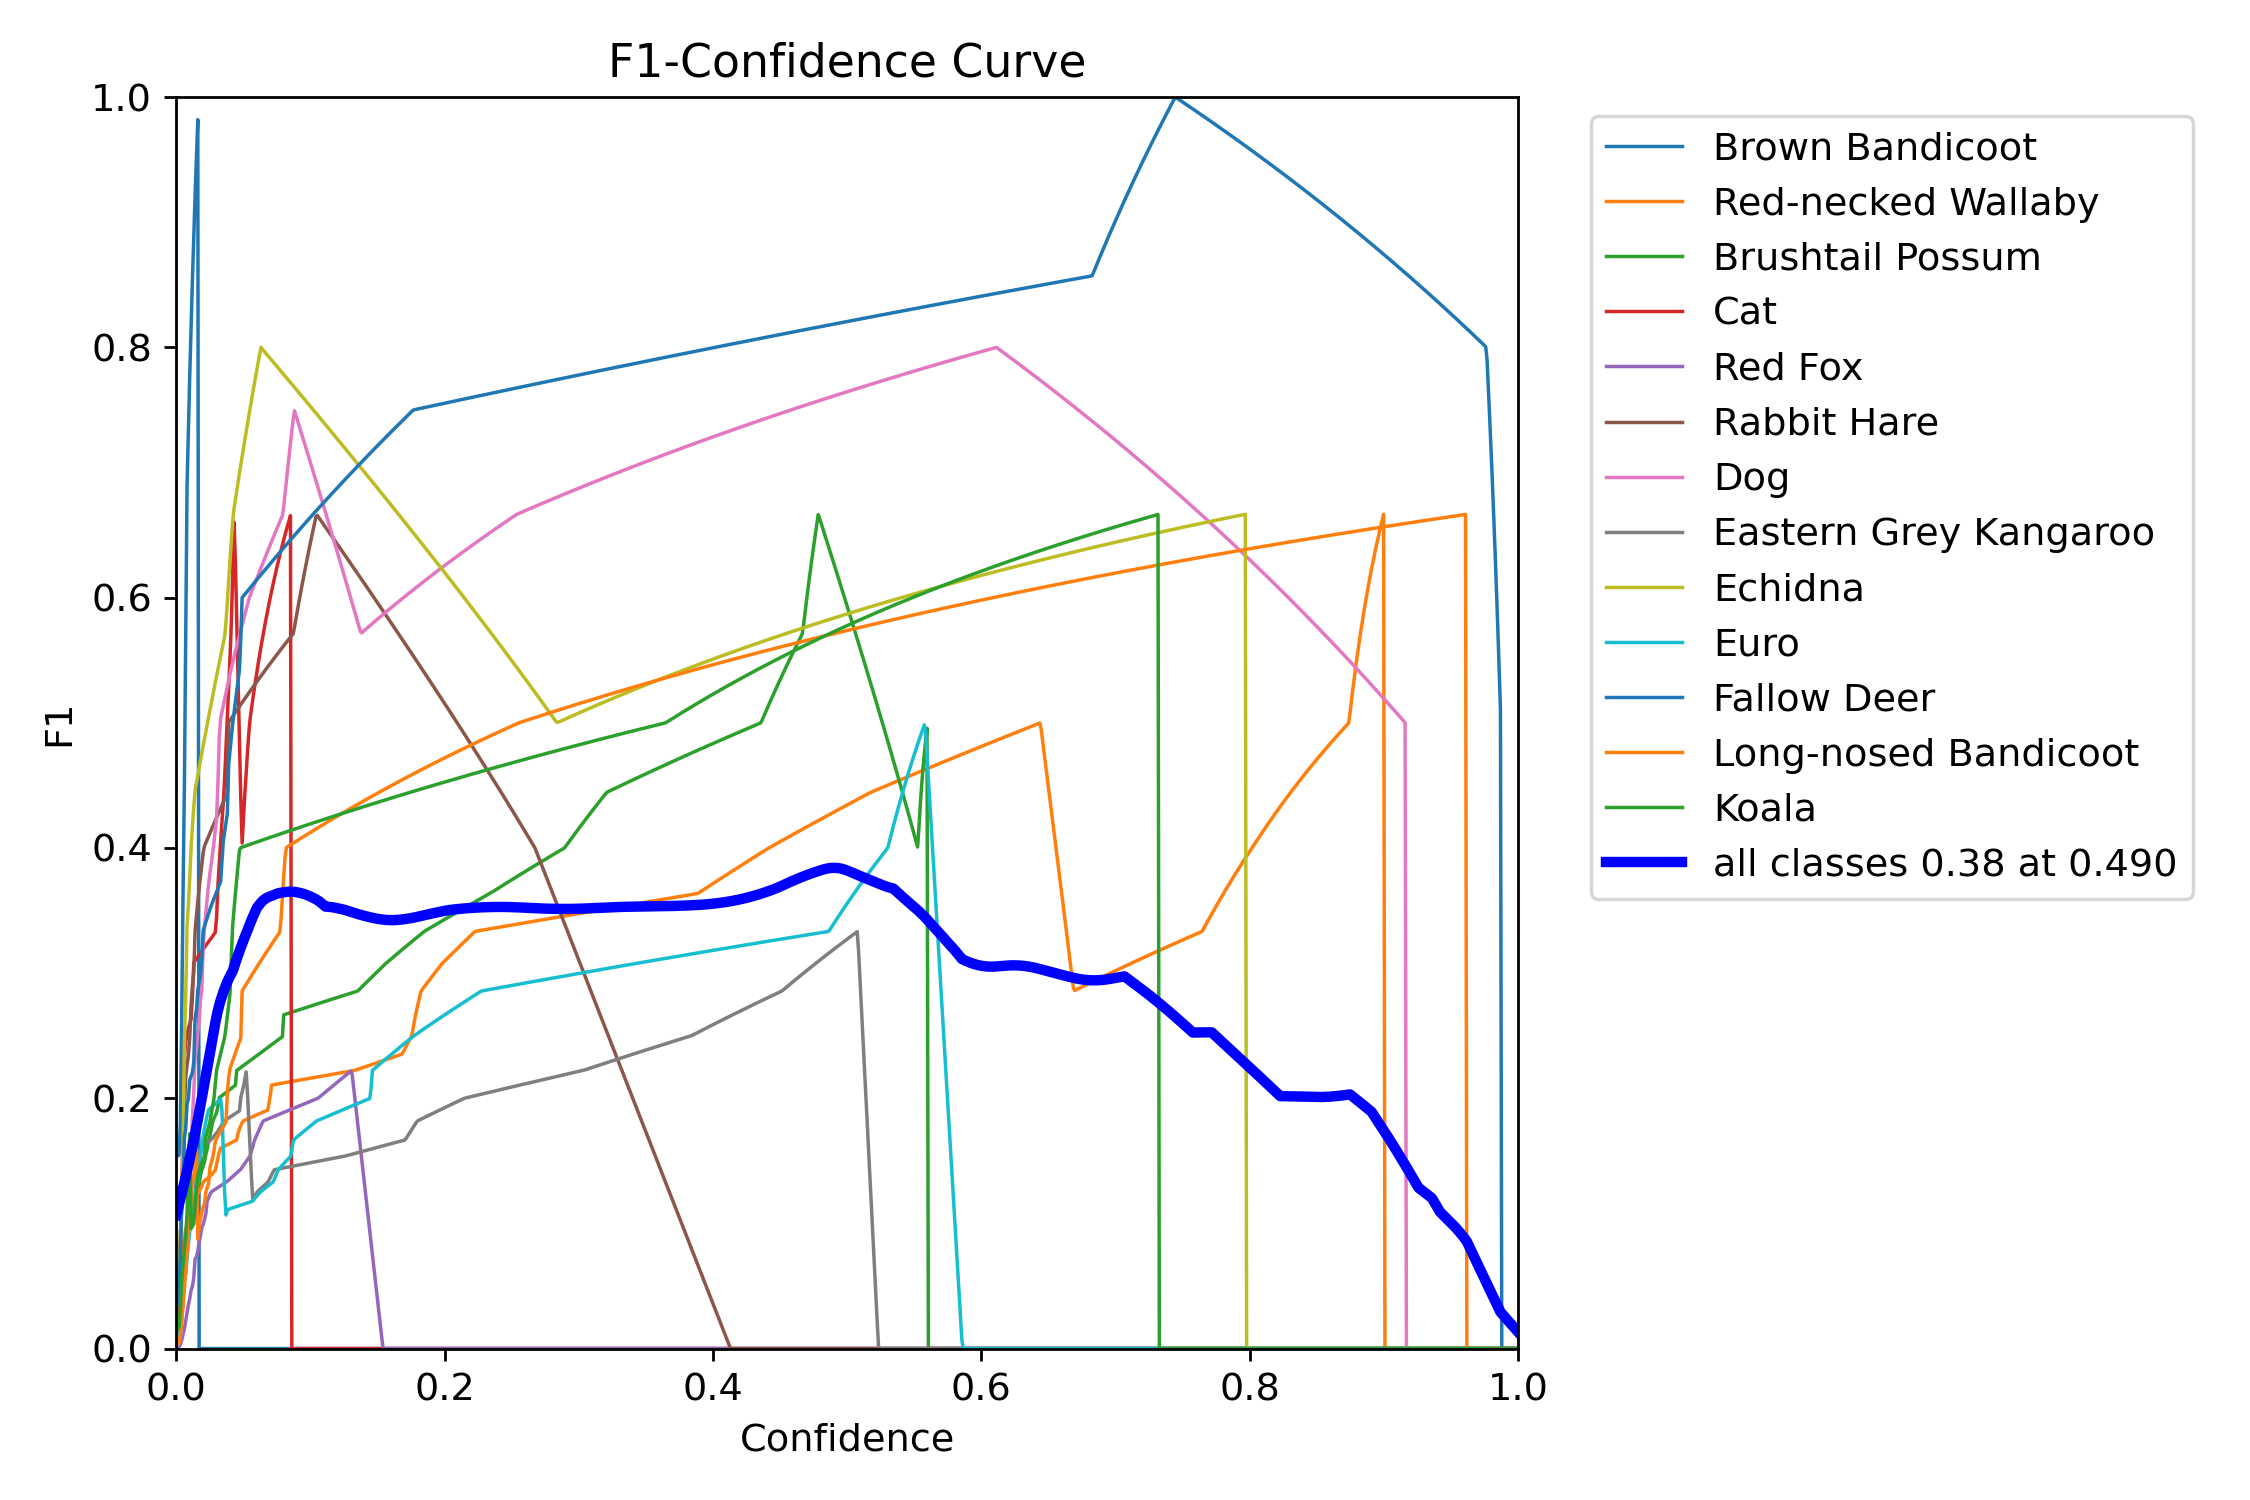 F1-Confidence Curve
1.0
0.8
0.6
0.4
0.2
0.0
F1
0.0 0.2 0.4 0.6 0.8 1.0
Confidence
Brown Bandicoot
Red-necked Wallaby
Brushtail Possum
Cat
Red Fox
Rabbit Hare
Dog
Eastern Grey Kangaroo
Echidna
Euro
Fallow Deer
Long-nosed Bandicoot
Koala
all classes 0.38 at 0.490